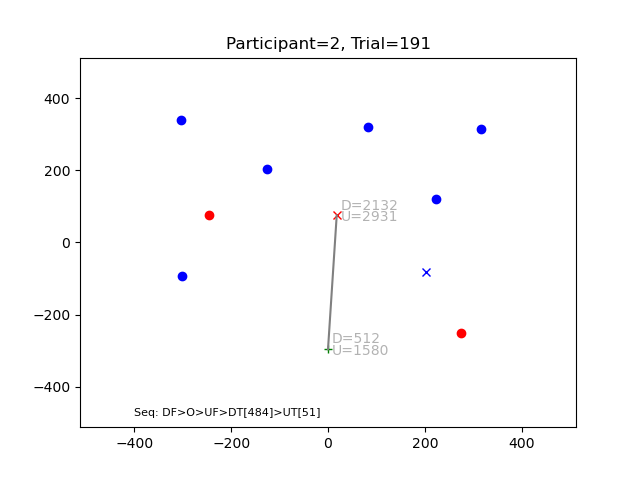 Participant=2, Trial=191
400
200
0
−200
−400
D=2132
U=2931
D=512
U=1580
Seq: DF>O>UF>DT[484]>UT[51]
−400
−200
0
200
400